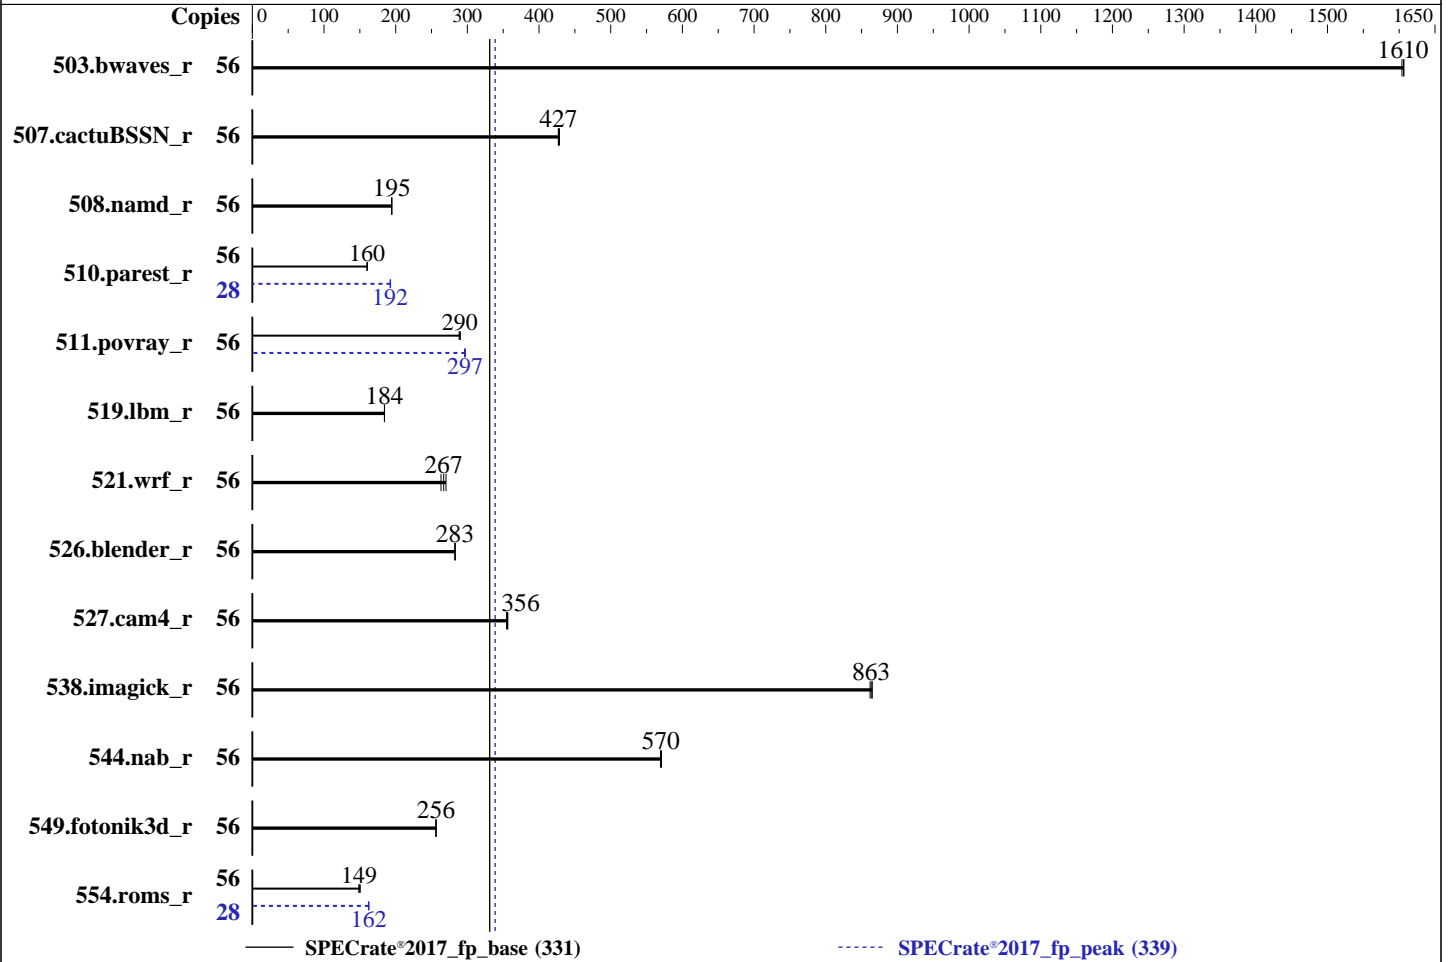 Copies 0 100 200 300 400 500 600 700 800 900 1000 1100 1200 1300 1400 1500 1650
503.bwaves_r 56 1610
507.cactuBSSN_r 56 427
508.namd_r 56 195
510.parest_r 56 160
28 192
511.povray_r 56 290
297
519.lbm_r 56 184
521.wrf_r 56 267
526.blender_r 56 283
527.cam4_r 56 356
538.imagick_r 56 863
544.nab_r 56 570
549.fotonik3d_r 56 256
554.roms_r 56 149
28 162
SPECrate®2017_fp_base (331) SPECrate®2017_fp_peak (339)